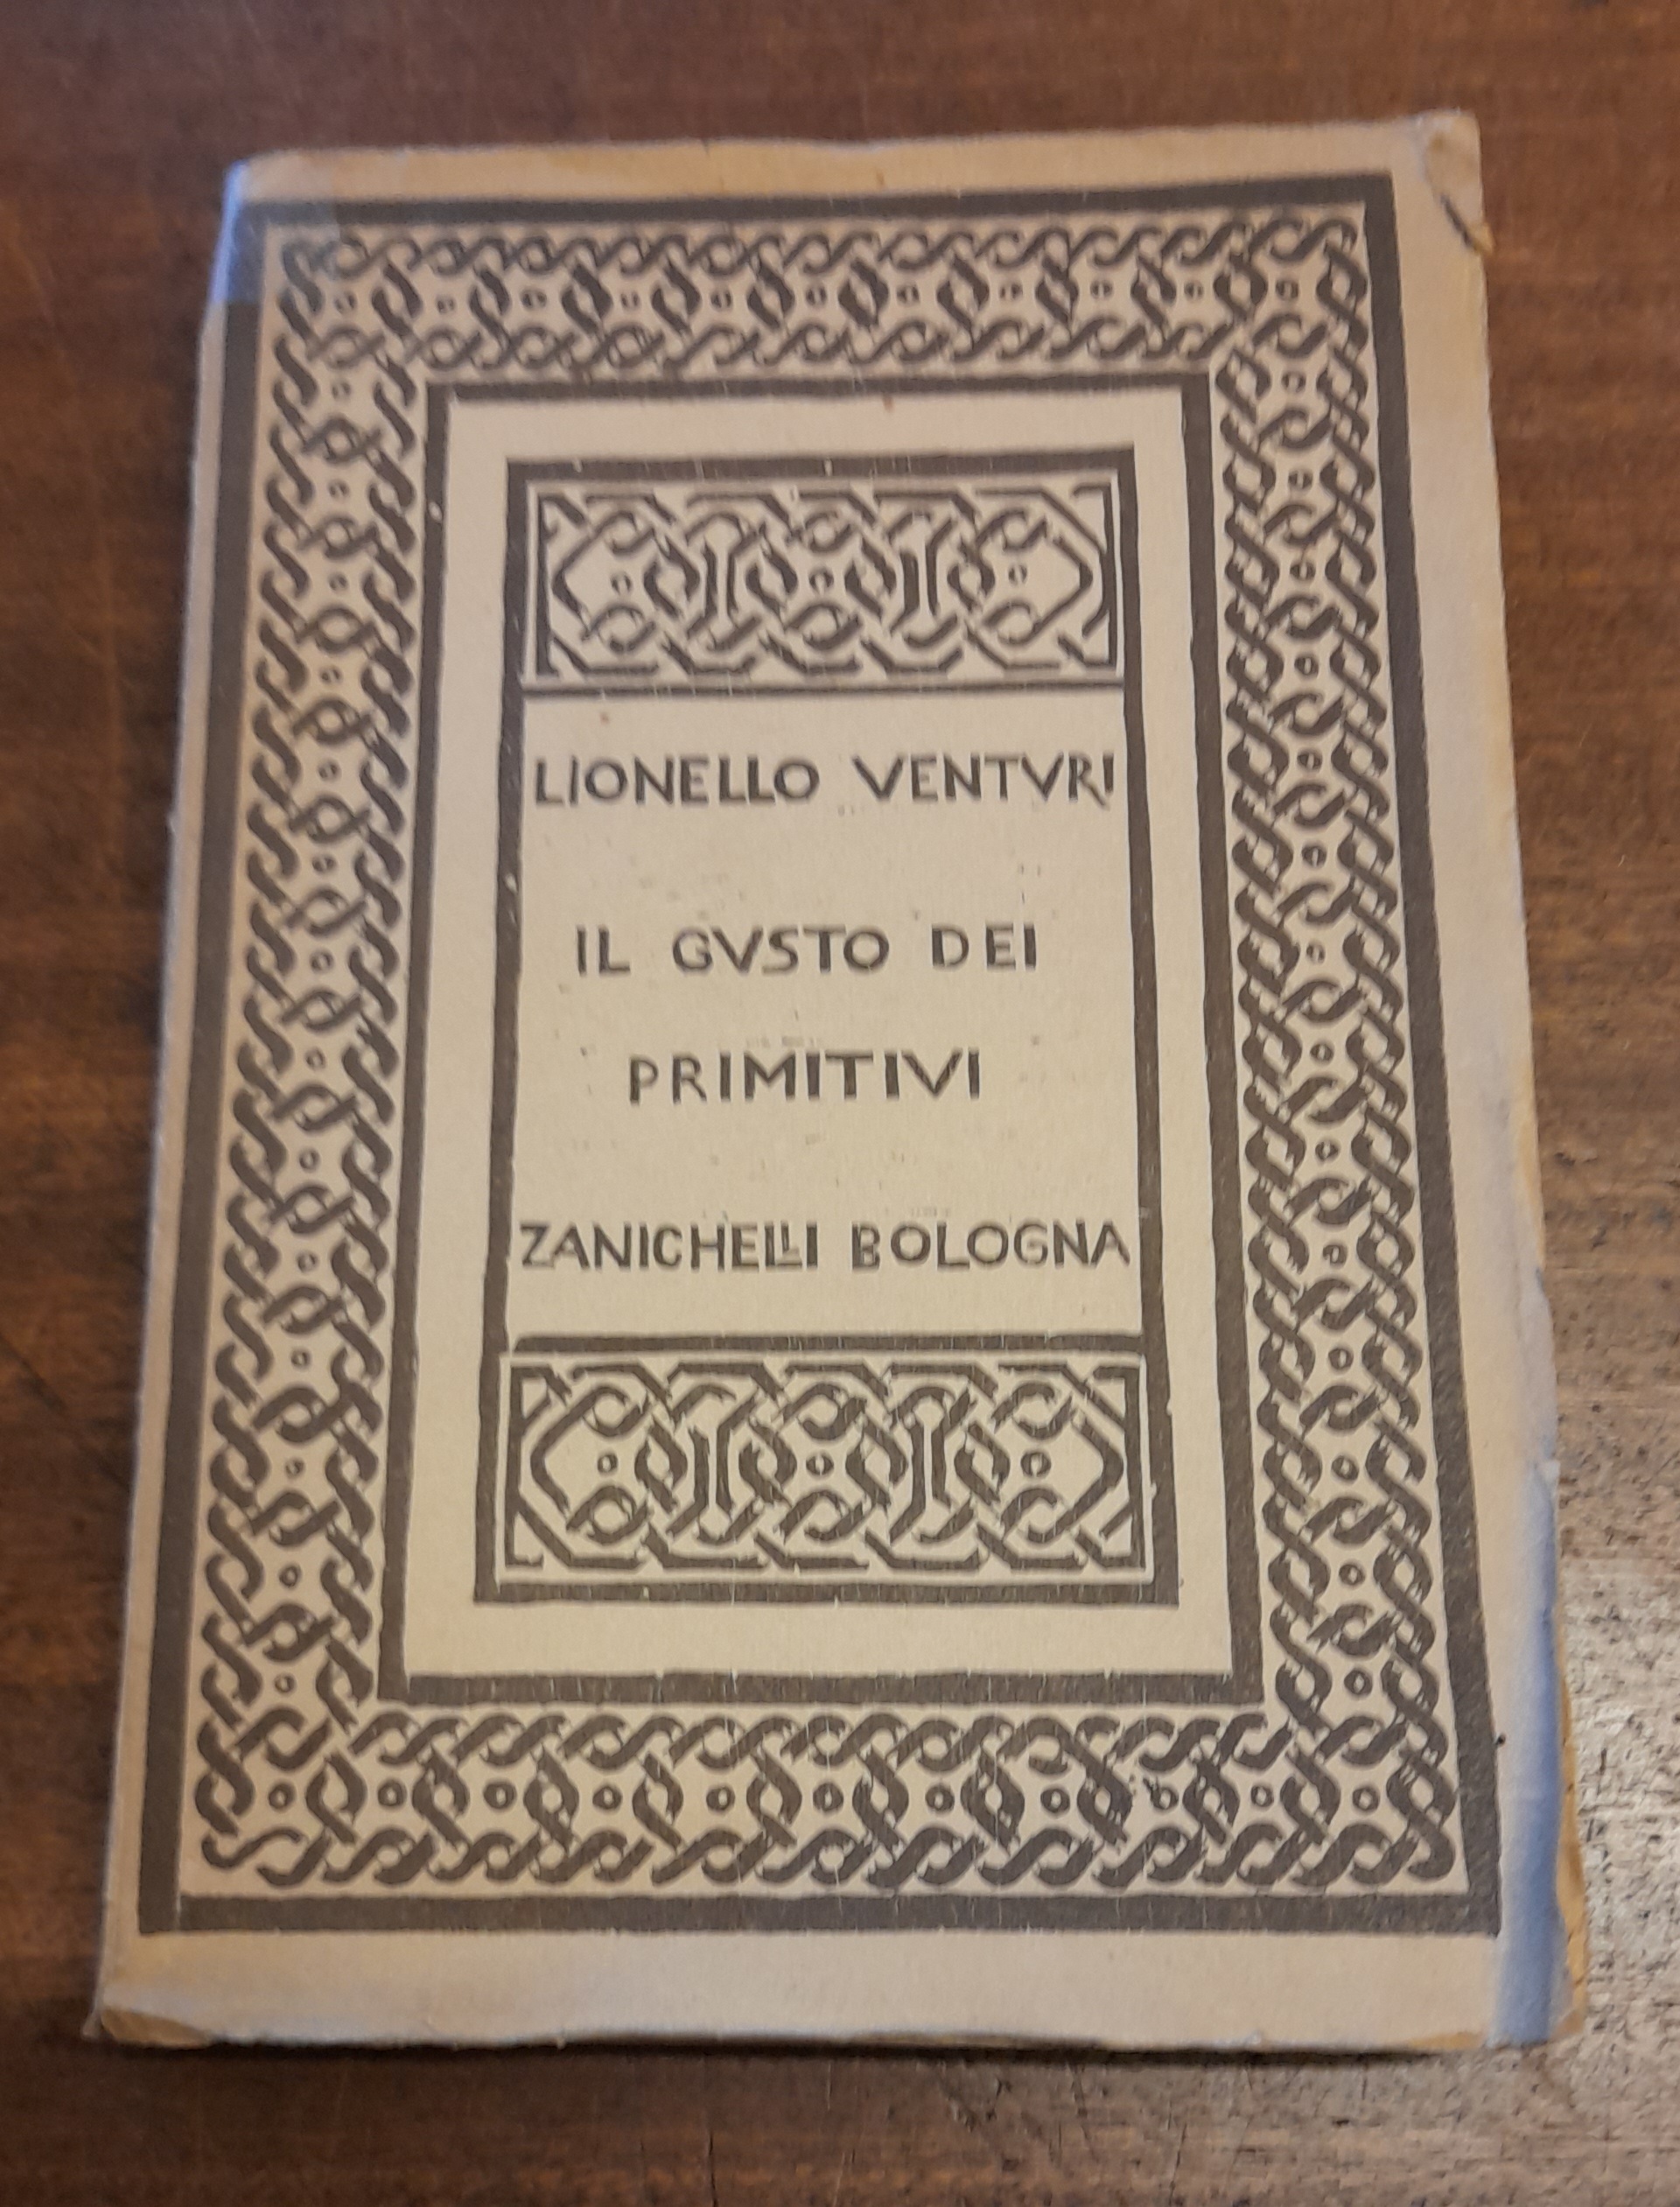 LIONELLO VENTVRI
IL GVSTO DEI
PRIMITIVI
ZANICHELLI BOLOGNA